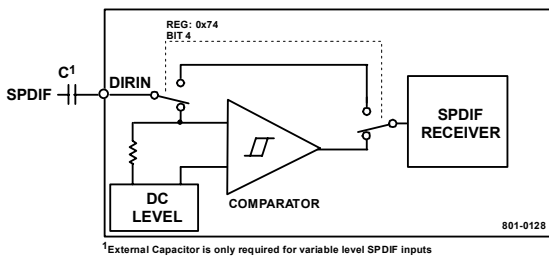 REG: 0x74
BIT 4
C1
SPDIF
DIRIN
SPDIF
RECEIVER
COMPARATOR
DC
LEVEL
801-0128
1External Capacitor is only required for variable level SPDIF inputs